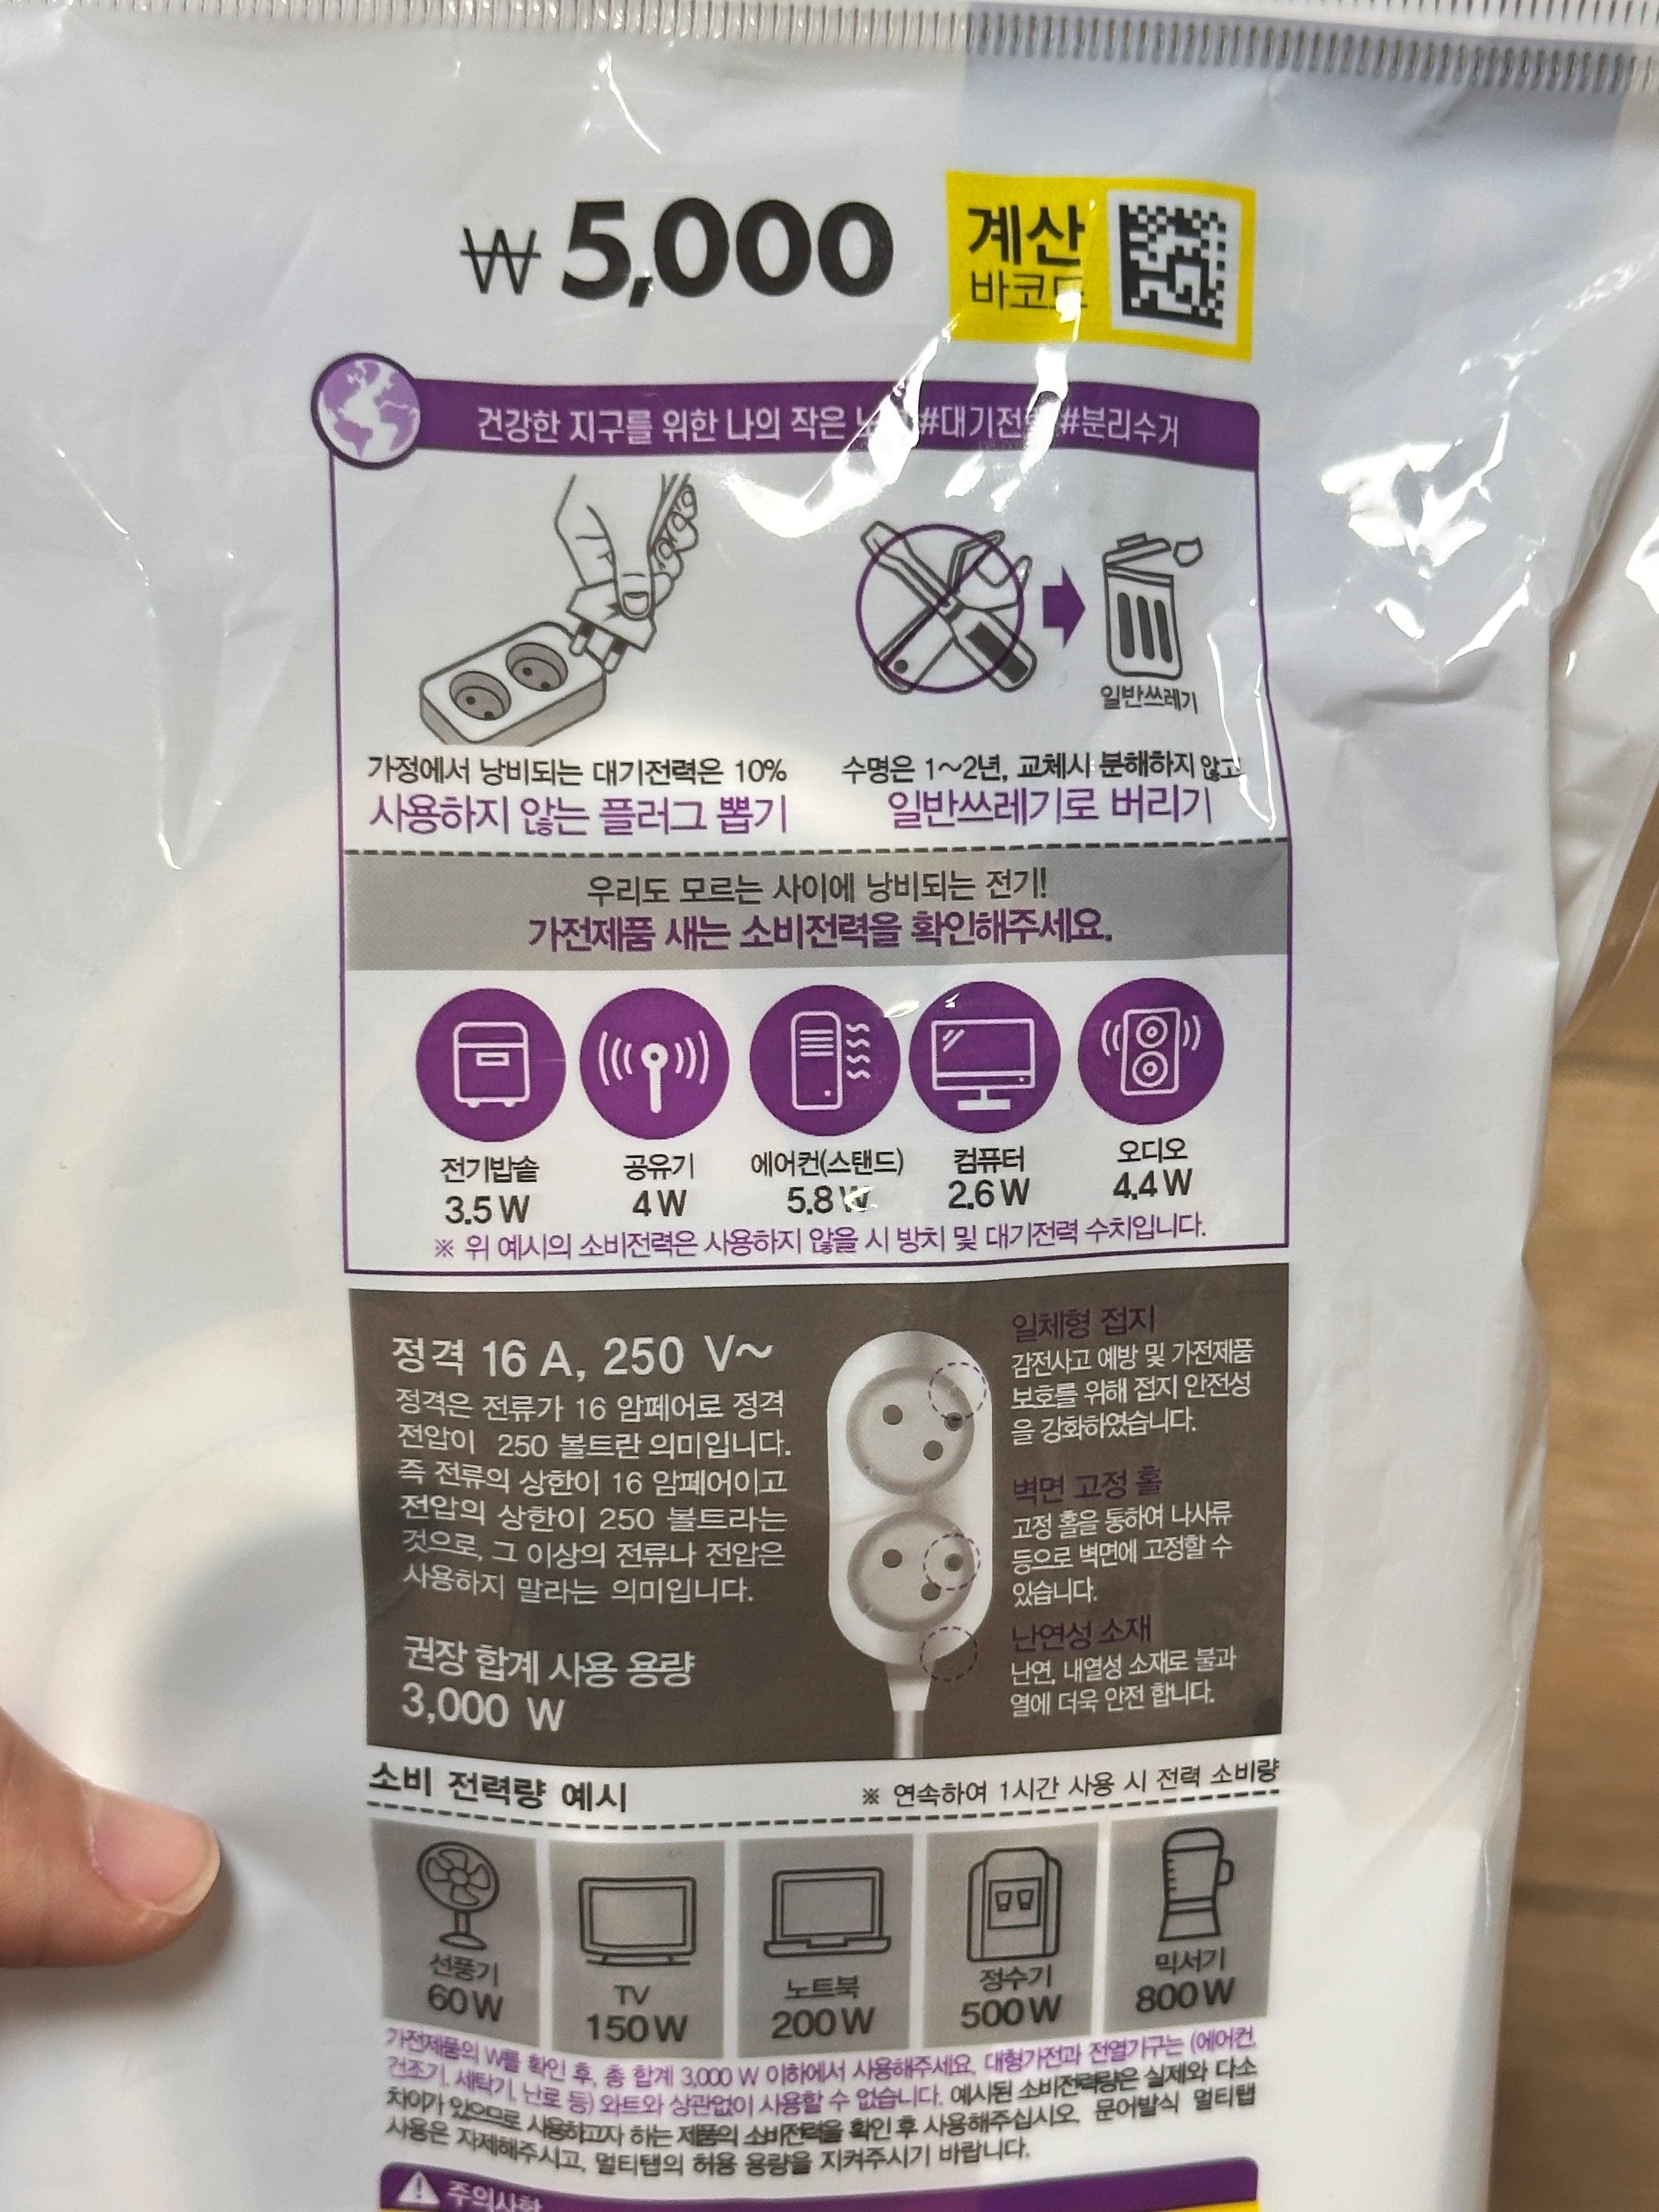 ₩ 5,000
계산
바코드
건강한 지구를 위한 나의 작은 #대기전력 #분리수거
일반쓰레기
가정에서 낭비되는 대기전력은 10%
사용하지 않는 플러그 뽑기
수명은 1~2년, 교체시 분해하지 않고
일반쓰레기로 버리기
우리도 모르는 사이에 낭비되는 전기!
가전제품 새는 소비전력을 확인해주세요.
전기밥솥
3.5 W
공유기
4 W
에어컨(스탠드)
5.8 W
컴퓨터
2.6 W
오디오
4.4 W
※ 위 예시의 소비전력은 사용하지 않을 시 방치 및 대기전력 수치입니다.
정격 16 A, 250 V~
정격은 전류가 16 암페어로 정격
전압이 250 볼트란 의미입니다.
즉 전류의 상한이 16 암페어이고
전압의 상한이 250 볼트라는
것으로, 그 이상의 전류나 전압은
사용하지 말라는 의미입니다.
권장 합계 사용 용량
3,000 W
일체형 접지
감전사고 예방 및 가전제품
보호를 위해 접지 안전성
을 강화하였습니다.
벽면 고정 홀
고정 홀을 통하여 나사류
등으로 벽면에 고정할 수
있습니다.
난연성 소재
난연, 내열성 소재로 불과
열에 더욱 안전 합니다.
소비 전력량 예시
※ 연속하여 1시간 사용 시 전력 소비량
선풍기
60 W
TV
150 W
노트북
200 W
정수기
500 W
믹서기
800 W
가전제품의 W를 확인 후, 총 합계 3,000 W 이하에서 사용해주세요. 대형가전과 전열기구는 (에어컨,
건조기, 세탁기, 난로 등) 와트와 상관없이 사용할 수 없습니다. 예시된 소비전력량은 실제와 다소
차이가 있으므로 사용하고자 하는 제품의 소비전력을 확인 후 사용해주십시오. 문어발식 멀티탭
사용은 자제해주시고, 멀티탭의 허용 용량을 지켜주시기 바랍니다.
주의사항